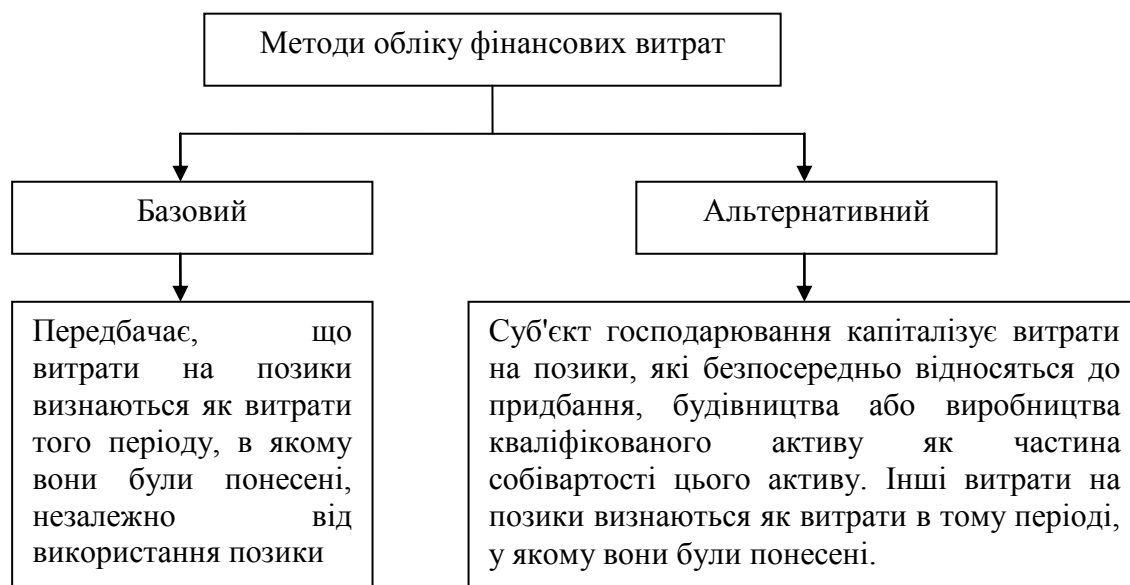 Методи обліку фінансових витрат
Базовий
Альтернативний
Передбачає, що
витрати на позики
визнаються як витрати
того періоду, в якому
вони були понесені,
незалежно від
використання позики
Суб'єкт господарювання капіталізує витрати
на позики, які безпосередньо відносяться до
придбання, будівництва або виробництва
кваліфікованого активу як частина
собівартості цього активу. Інші витрати на
позики визнаються як витрати в тому періоді,
у якому вони були понесені.